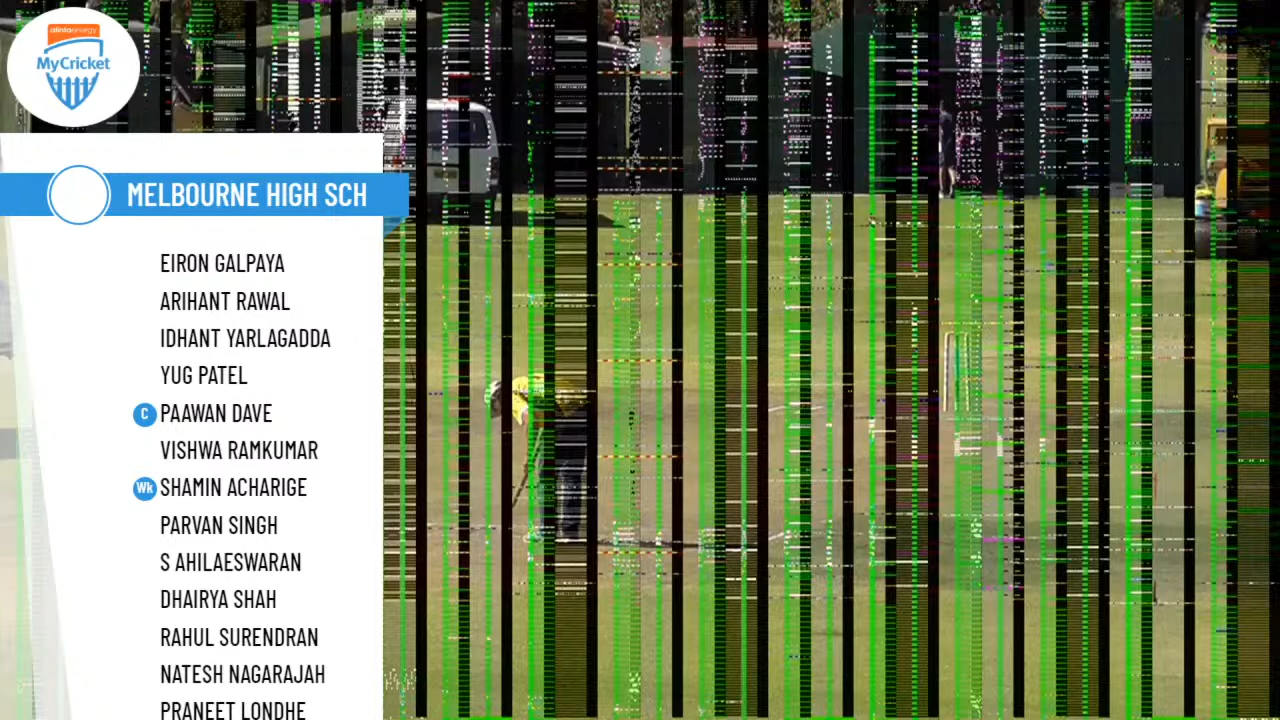 alintaenergy
MyCricket
MELBOURNE HIGH SCH
EIRON GALPAYA
ARIHANT RAWAL
IDHANT YARLAGADDA
YUG PATEL
C PAAWAN DAVE
VISHWA RAMKUMAR
Wk SHAMIN ACHARIGE
PARVAN SINGH
S AHILAESWARAN
DHAIRYA SHAH
RAHUL SURENDRAN
NATESH NAGARAJAH
PRANEET LONDHE